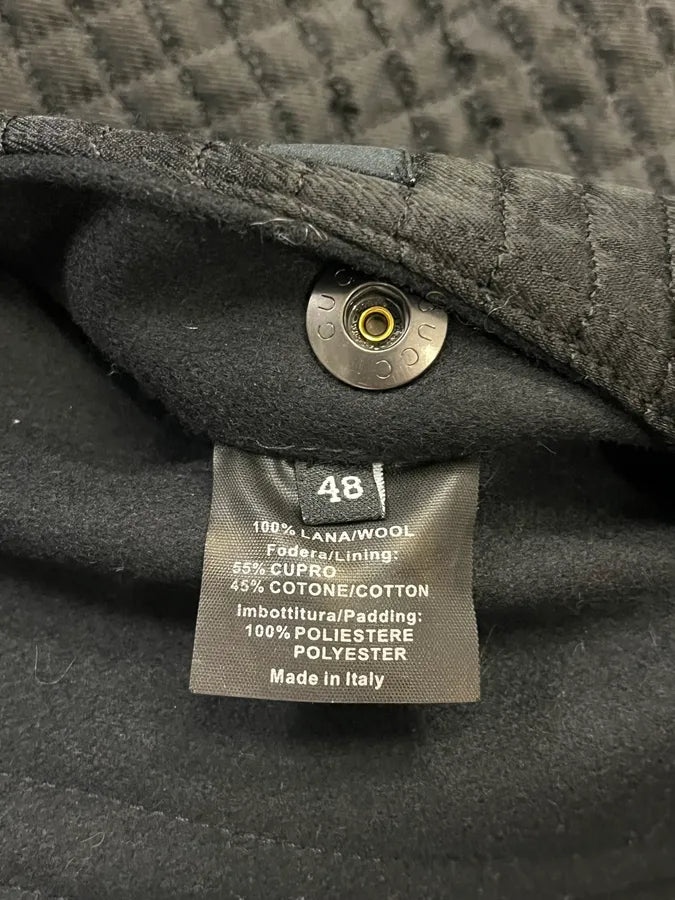 GUCCI
GUCCI
48
100% LANA/WOOL
Fodera/Lining:
55% CUPRO
45% COTONE/COTTON
Imbottitura/Padding:
100% POLIESTERE
POLYESTER
Made in Italy